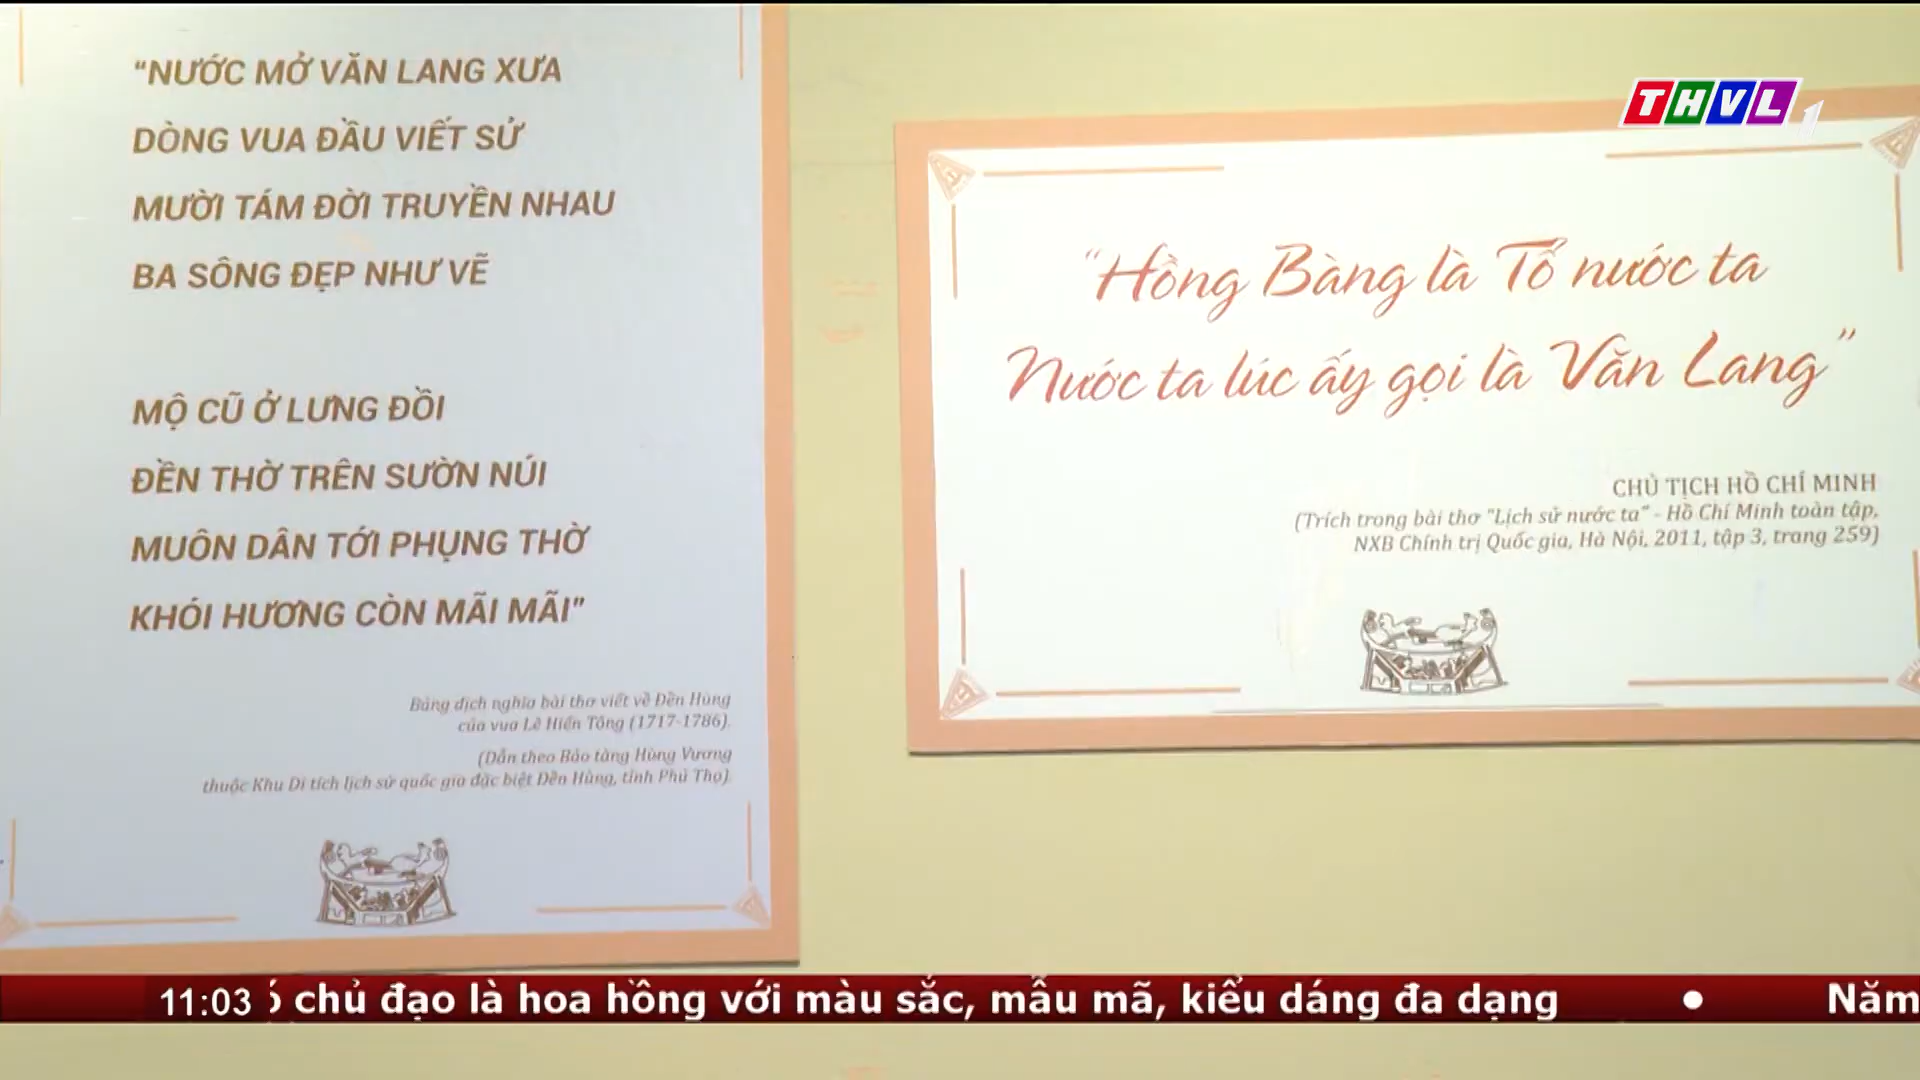 “NƯỚC MỞ VĂN LANG XƯA
DÒNG VUA ĐẦU VIẾT SỬ
MƯỜI TÁM ĐỜI TRUYỀN NHAU
BA SÔNG ĐẸP NHƯ VẼ
MỘ CŨ Ở LƯNG ĐỒI
ĐỀN THỜ TRÊN SƯỜN NÚI
MUÔN DÂN TỚI PHỤNG THỜ
KHÓI HƯƠNG CÒN MÃI MÃI”
Bảng dịch nghĩa bài thơ viết về Đền Hùng
của vua Lê Hiển Tông (1717-1786).
(Dẫn theo Bảo tàng Hùng Vương
thuộc Khu Di tích lịch sử quốc gia đặc biệt Đền Hùng, tỉnh Phú Thọ).
THVL 1
“Hồng Bàng là Tổ nước ta
Nước ta lúc ấy gọi là Văn Lang”
CHỦ TỊCH HỒ CHÍ MINH
(Trích trong bài thơ "Lịch sử nước ta" - Hồ Chí Minh toàn tập,
NXB Chính trị Quốc gia, Hà Nội, 2011, tập 3, trang 259)
11:03 chủ đạo là hoa hồng với màu sắc, mẫu mã, kiểu dáng đa dạng • Năm